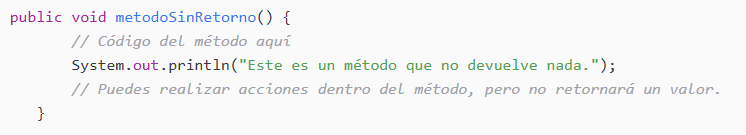 public void metodoSinRetorno() {
// Código del método aquí
System.out.println("Este es un método que no devuelve nada.");
// Puedes realizar acciones dentro del método, pero no retornará un valor.
}